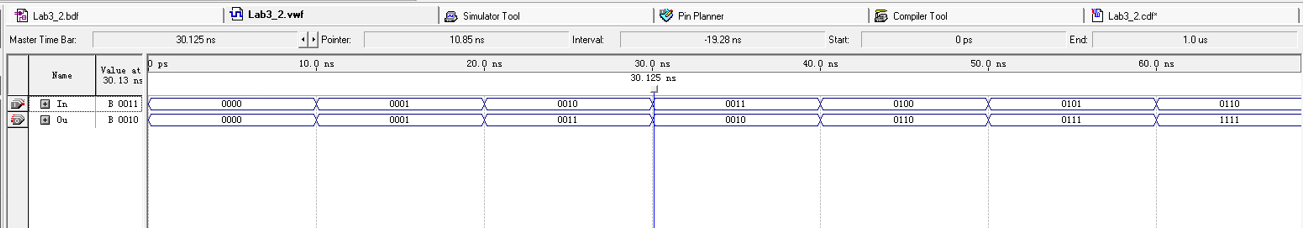 Lab3_2.bdf Lab3_2.vwf Simulator Tool Pin Planner Compiler Tool Lab3_2.cdf*
Master Time Bar: 30.125 ns Pointer: 10.85 ns Interval: -19.28 ns Start: 0 ps End: 1.0 us
Name Value at 30.13 ns 0 ps 10.0 ns 20.0 ns 30.0 ns 40.0 ns 50.0 ns 60.0 ns
30.125 ns
In B 0011 0000 0001 0010 0011 0100 0101 0110
Ou B 0010 0000 0001 0011 0010 0110 0111 1111